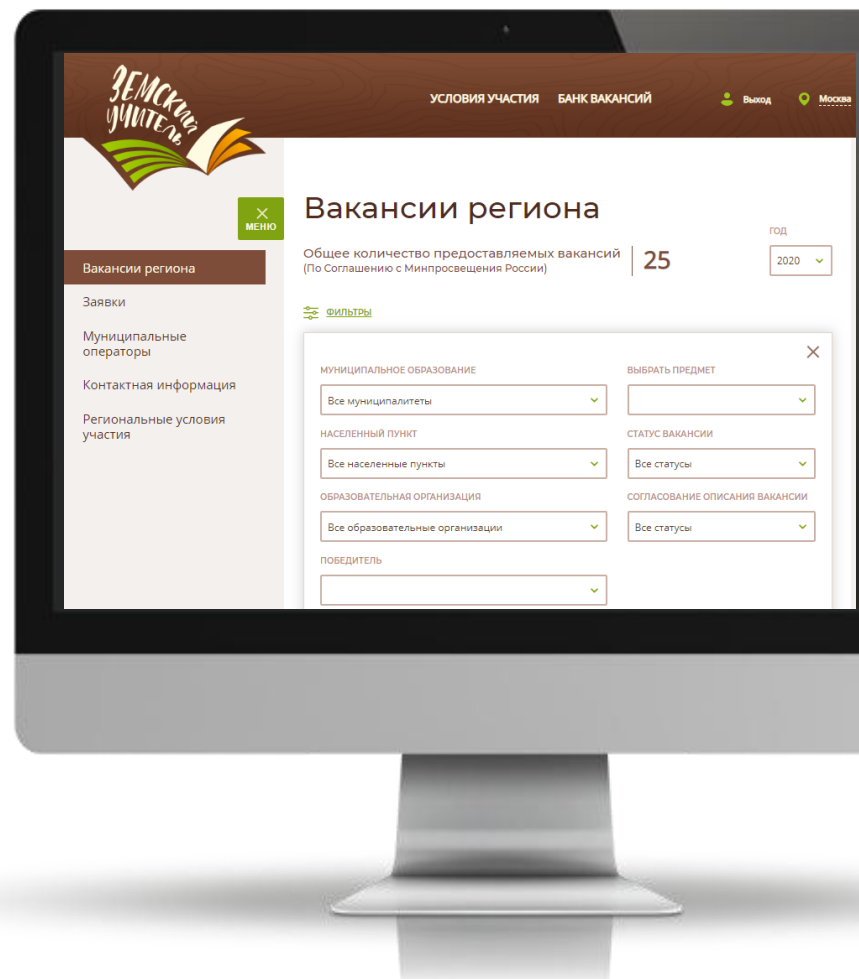 ЗЕМСКИЙ
УЧИТЕЛЬ
УСЛОВИЯ УЧАСТИЯ
БАНК ВАКАНСИЙ
Выход
Москва
МЕНЮ
Вакансии региона
Заявки
Муниципальные
операторы
Контактная информация
Региональные условия
участия
Вакансии региона
Общее количество предоставляемых вакансий
(По Соглашению с Минпросвещения России)
25
ГОД
2020
ФИЛЬТРЫ
МУНИЦИПАЛЬНОЕ ОБРАЗОВАНИЕ
Все муниципалитеты
ВЫБРАТЬ ПРЕДМЕТ
НАСЕЛЕННЫЙ ПУНКТ
Все населенные пункты
СТАТУС ВАКАНСИИ
Все статусы
ОБРАЗОВАТЕЛЬНАЯ ОРГАНИЗАЦИЯ
Все образовательные организации
СОГЛАСОВАНИЕ ОПИСАНИЯ ВАКАНСИИ
Все статусы
ПОБЕДИТЕЛЬ